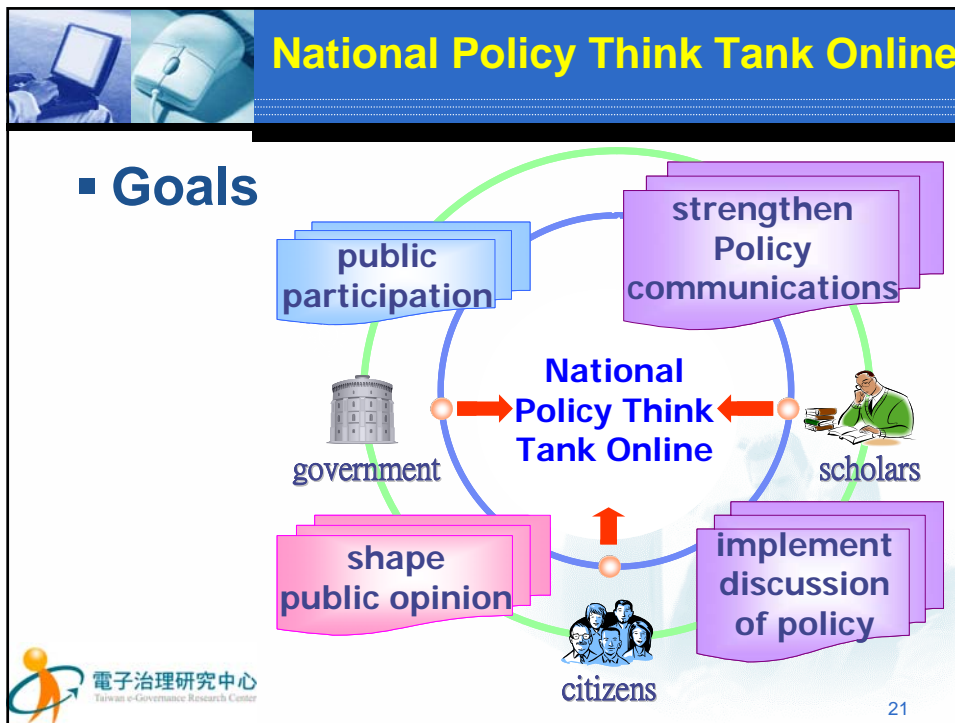 National Policy Think Tank Online
▪ Goals
public
participation
strengthen
Policy
communications
National
Policy Think
Tank Online
government
scholars
shape
public opinion
implement
discussion
of policy
citizens
電子治理研究中心
Taiwan e-Governance Research Center
21